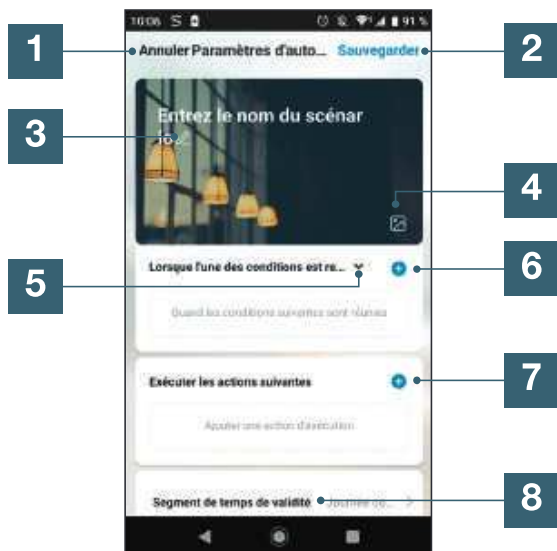 10:06 S 91 %
1
Annuler Paramètres d'auto... Sauvegarder
2
Entrez le nom du scénar
io
3
4
Lorsque l'une des conditions est re...
5
6
Quand les conditions suivantes sont réunies
Exécuter les actions suivantes
7
Ajouter une action d'exécution
Segment de temps de validité Journée co...
8